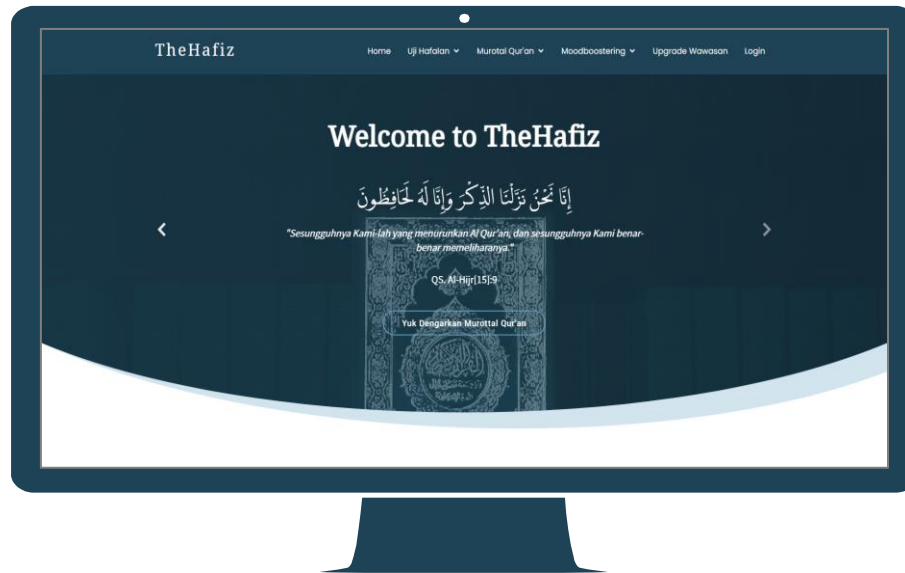 TheHafiz
Home Uji Hafalan Murotal Qur'an Moodboostering Upgrade Wawasan Login
Welcome to TheHafiz
إِنَّا نَحْنُ نَزَّلْنَا الذِّكْرَ وَإِنَّا لَهُ لَحَافِظُونَ
"Sesungguhnya Kami-lah yang menurunkan Al Qur'an, dan sesungguhnya Kami benar-
benar memeliharanya."
QS. Al-Hijr[15]:9
Yuk Dengarkan Murottal Qur'an